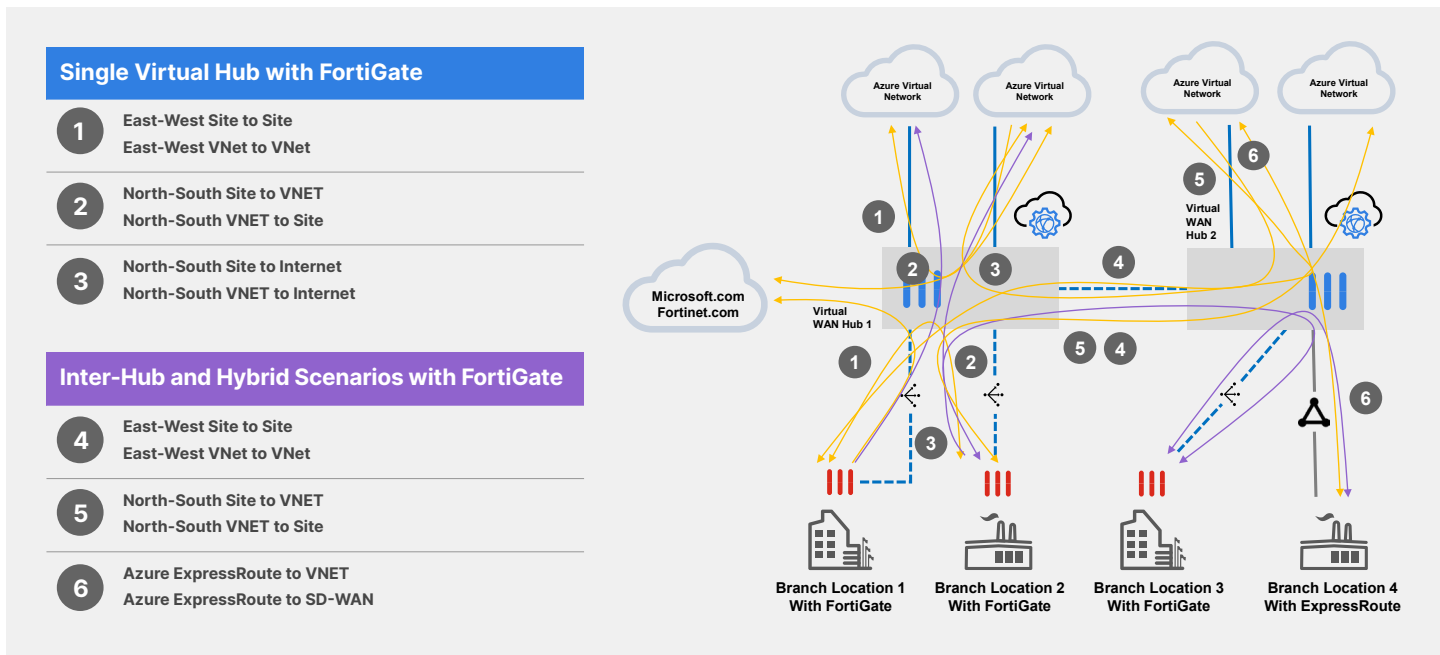 Single Virtual Hub with FortiGate
1
East-West Site to Site
East-West VNet to VNet
2
North-South Site to VNET
North-South VNET to Site
3
North-South Site to Internet
North-South VNET to Internet
Inter-Hub and Hybrid Scenarios with FortiGate
4
East-West Site to Site
East-West VNet to VNet
5
North-South Site to VNET
North-South VNET to Site
6
Azure ExpressRoute to VNET
Azure ExpressRoute to SD-WAN
Azure Virtual
Network
Azure Virtual
Network
Azure Virtual
Network
Azure Virtual
Network
6
5
1
Virtual
WAN
Hub 2
2
3
4
Microsoft.com
Fortinet.com
Virtual
WAN Hub 1
1
2
5
4
6
3
Branch Location 1
With FortiGate
Branch Location 2
With FortiGate
Branch Location 3
With FortiGate
Branch Location 4
With ExpressRoute